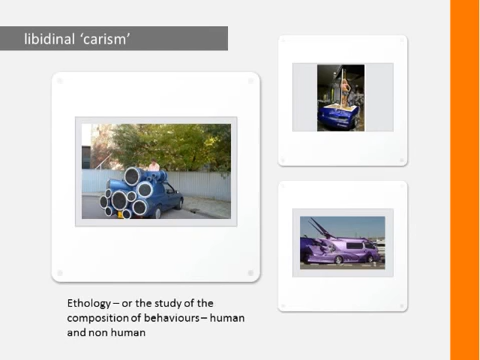 libidinal ‘carism’
Ethology – or the study of the
composition of behaviours – human
and non human